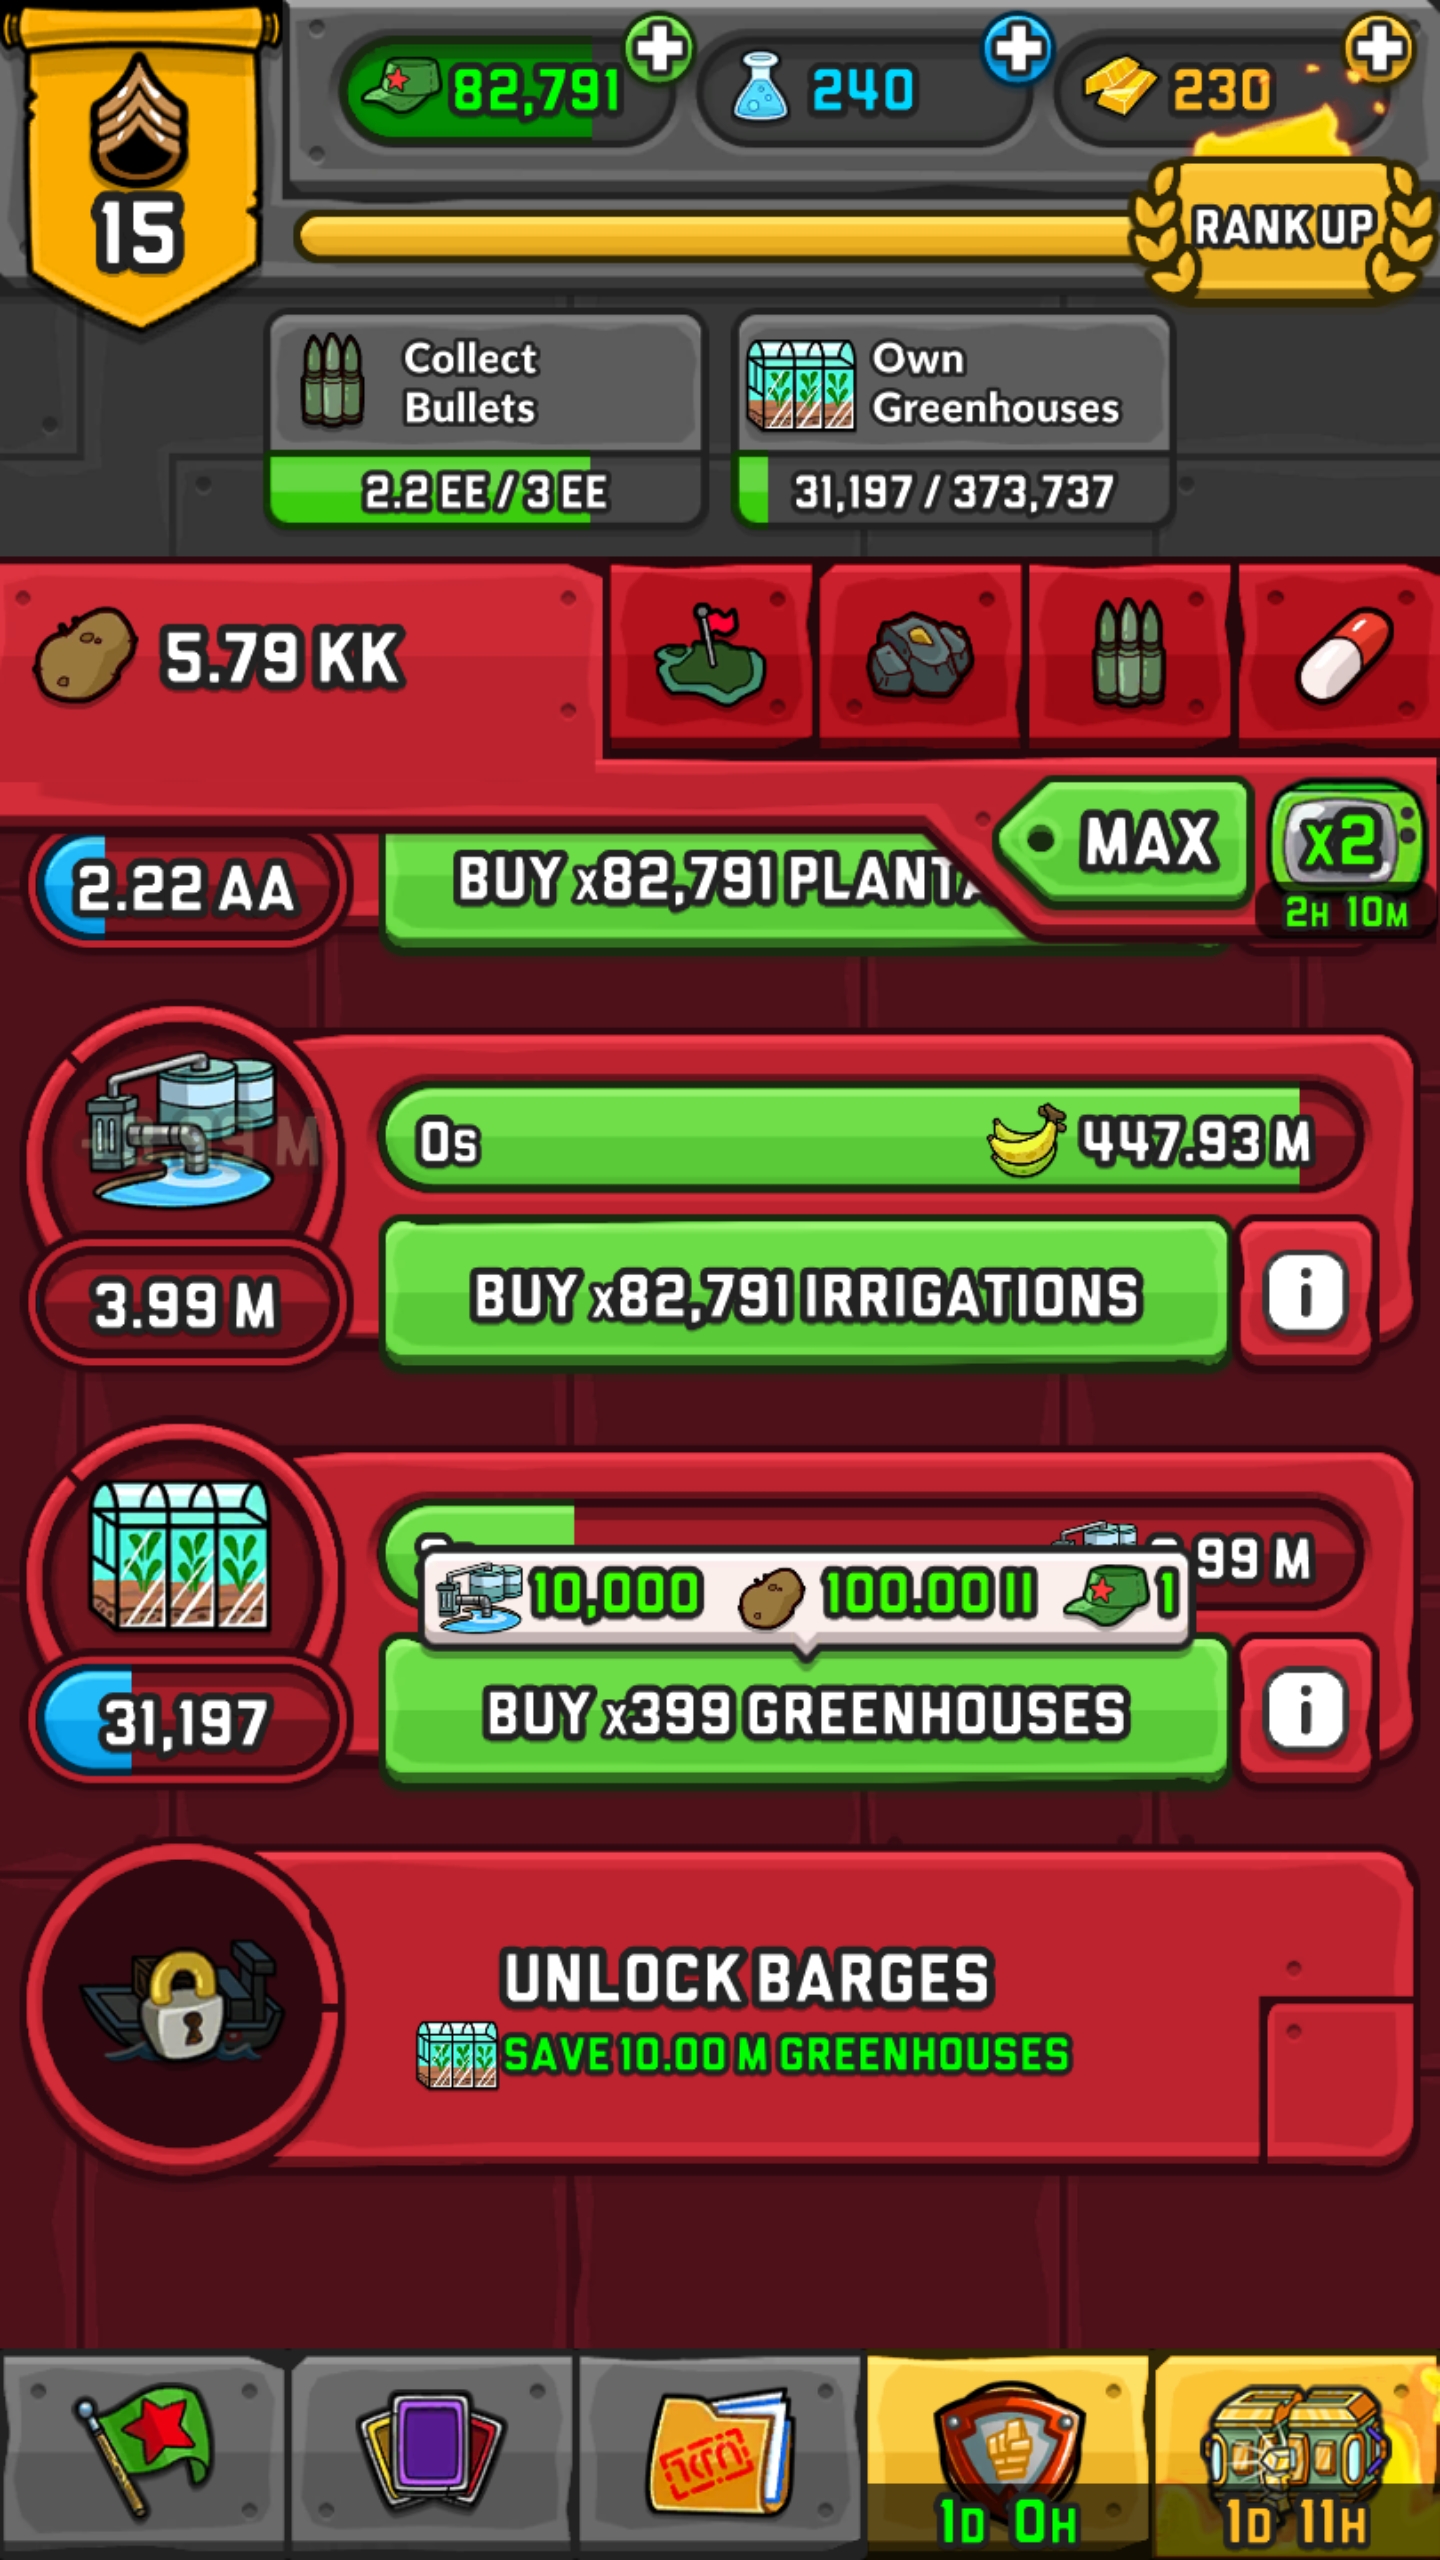 82,791
240
230
15
RANK UP
Collect
Bullets
2.2 EE / 3 EE
Own
Greenhouses
31,197 / 373,737
5.79 KK
MAX
x2
2H 10M
2.22 AA
BUY x82,791 PLANTA
0s
447.93 M
3.99 M
BUY x82,791 IRRIGATIONS
99 M
10,000
100.00 II
1
31,197
BUY x399 GREENHOUSES
UNLOCK BARGES
SAVE 10.00 M GREENHOUSES
1D 0H
1D 11H